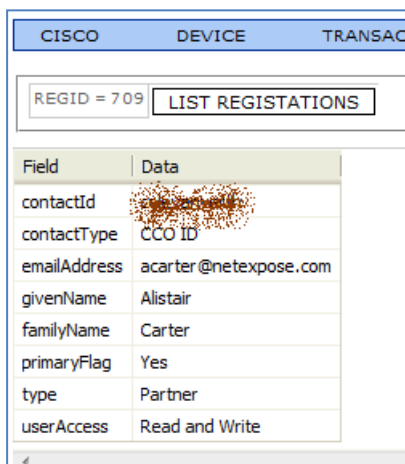 CISCO DEVICE TRANSAC
REGID = 709 LIST REGISTATIONS
Field Data
contactId
contactType CCO ID
emailAddress acarter@netexpose.com
givenName Alistair
familyName Carter
primaryFlag Yes
type Partner
userAccess Read and Write